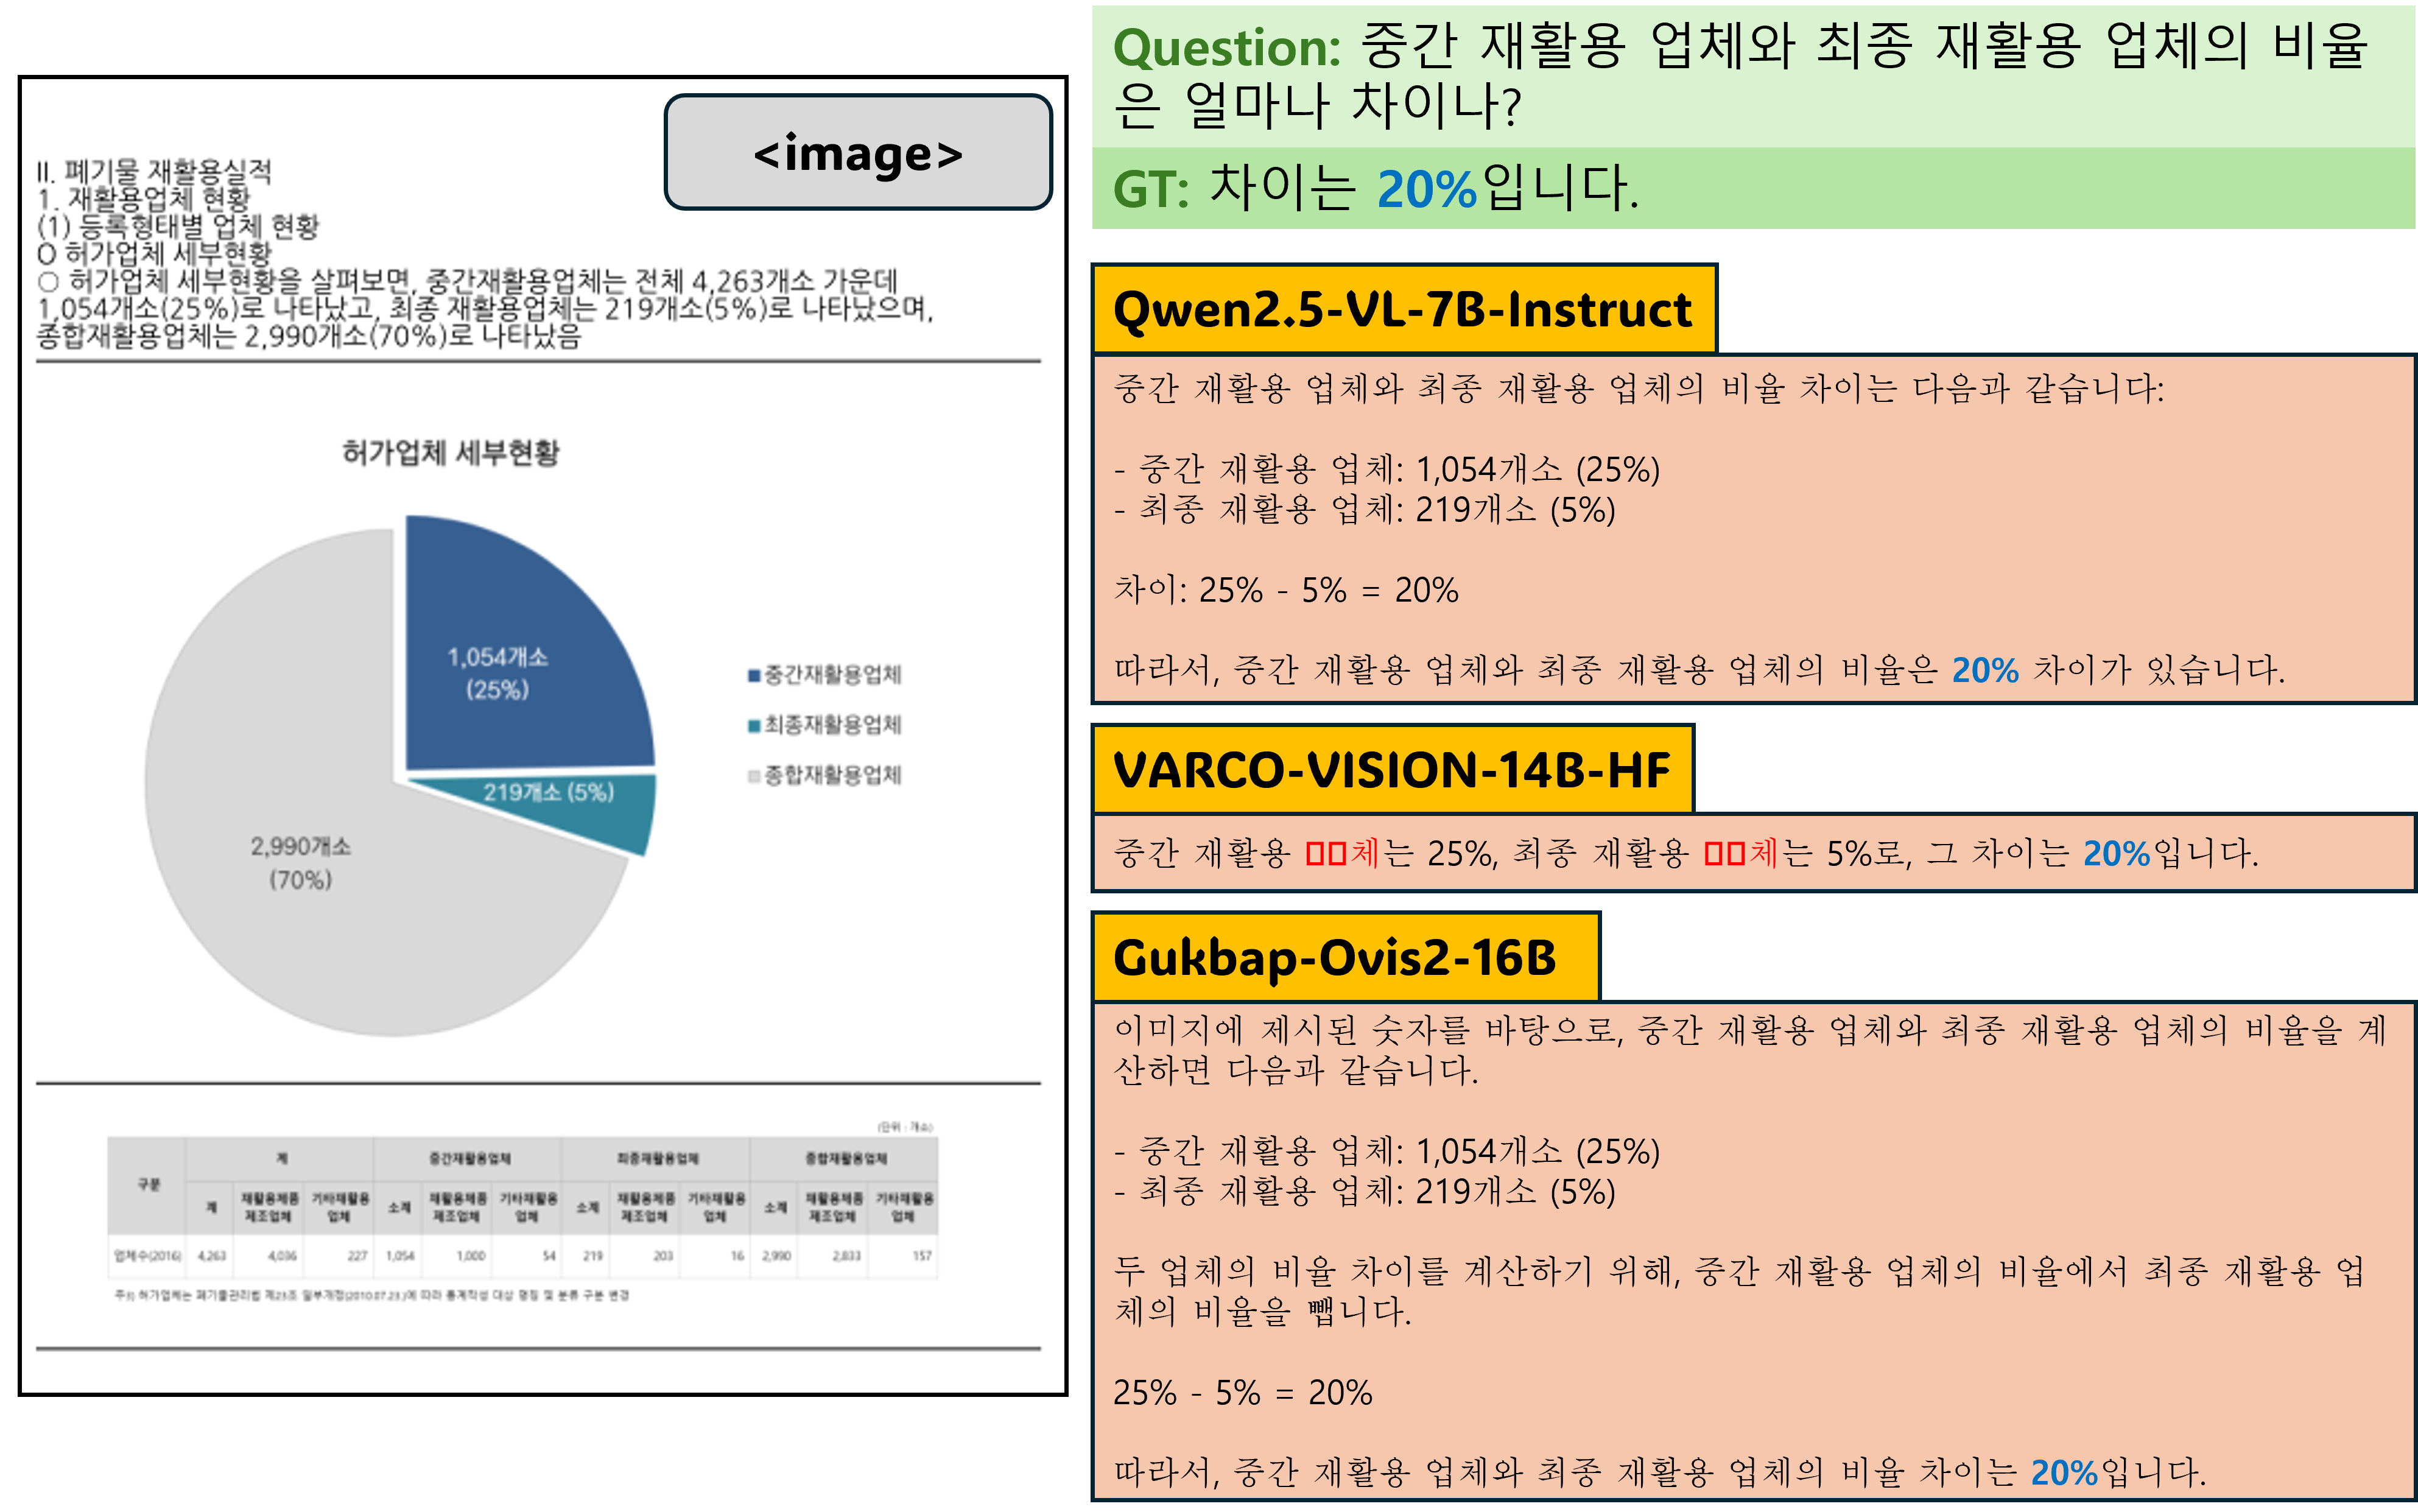 <image>
II. 폐기물 재활용실적
1. 재활용업체 현황
(1) 등록형태별 업체 현황
O 허가업체 세부현황
○ 허가업체 세부현황을 살펴보면, 중간재활용업체는 전체 4,263개소 가운데
1,054개소(25%)로 나타났고, 최종 재활용업체는 219개소(5%)로 나타났으며,
종합재활용업체는 2,990개소(70%)로 나타났음
허가업체 세부현황
1,054개소
(25%)
219개소 (5%)
2,990개소
(70%)
중간재활용업체
최종재활용업체
종합재활용업체
(단위 : 개소)
구분 계 중간재활용업체 최종재활용업체 종합재활용업체
계 재활용제품 제조업체 기타재활용 업체 소계 재활용제품 제조업체 기타재활용 업체 소계 재활용제품 제조업체 기타재활용 업체 소계 재활용제품 제조업체 기타재활용 업체
업체수(2016) 4,263 4,036 227 1,054 1,000 54 219 203 16 2,990 2,833 157
주3) 허가업체는 폐기물관리법 제25조 일부개정(2010.07.23.)에 따라 통계작성 대상 명칭 및 분류 구분 변경
Question: 중간 재활용 업체와 최종 재활용 업체의 비율
은 얼마나 차이나?
GT: 차이는 20%입니다.
Qwen2.5-VL-7B-Instruct
중간 재활용 업체와 최종 재활용 업체의 비율 차이는 다음과 같습니다:
- 중간 재활용 업체: 1,054개소 (25%)
- 최종 재활용 업체: 219개소 (5%)
차이: 25% - 5% = 20%
따라서, 중간 재활용 업체와 최종 재활용 업체의 비율은 20% 차이가 있습니다.
VARCO-VISION-14B-HF
중간 재활용 □□체는 25%, 최종 재활용 □□체는 5%로, 그 차이는 20%입니다.
Gukbap-Ovis2-16B
이미지에 제시된 숫자를 바탕으로, 중간 재활용 업체와 최종 재활용 업체의 비율을 계
산하면 다음과 같습니다.
- 중간 재활용 업체: 1,054개소 (25%)
- 최종 재활용 업체: 219개소 (5%)
두 업체의 비율 차이를 계산하기 위해, 중간 재활용 업체의 비율에서 최종 재활용 업
체의 비율을 뺍니다.
25% - 5% = 20%
따라서, 중간 재활용 업체와 최종 재활용 업체의 비율 차이는 20%입니다.